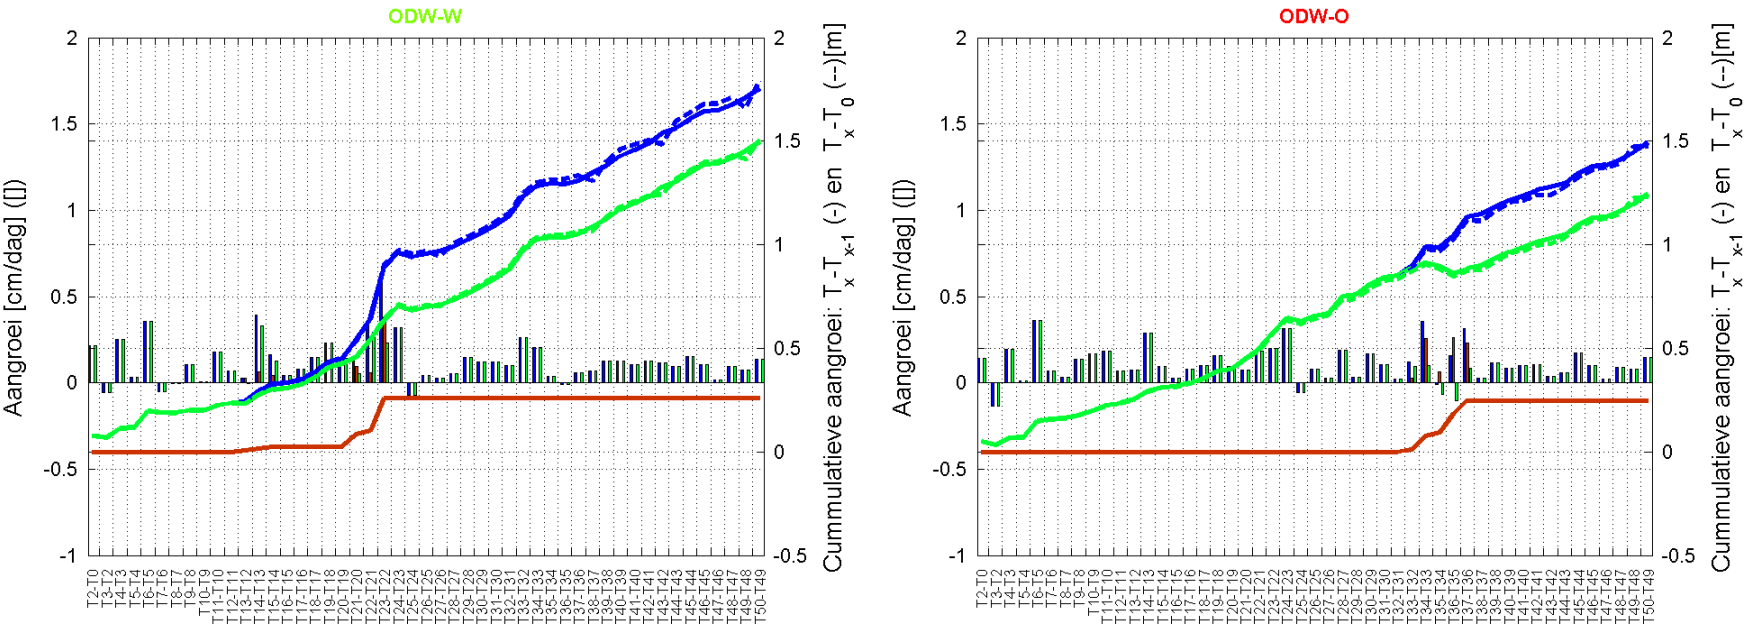 ODW-W
Aangroei [cm/dag] ([])
2
1.5
1
0.5
0
-0.5
-1
2
1.5
1
0.5
0
-0.5
Cummulatieve aangroei: Tx-Tx-1 (-) en Tx-T0 (--)[m]
T2-T0
T3-T2
T4-T3
T5-T4
T6-T5
T7-T6
T8-T7
T9-T8
T10-T9
T11-T10
T12-T11
T13-T12
T14-T13
T15-T14
T16-T15
T17-T16
T18-T17
T19-T18
T20-T19
T21-T20
T22-T21
T23-T22
T24-T23
T25-T24
T26-T25
T27-T26
T28-T27
T29-T28
T30-T29
T31-T30
T32-T31
T33-T32
T34-T33
T35-T34
T36-T35
T37-T36
T38-T37
T39-T38
T40-T39
T41-T40
T42-T41
T43-T42
T44-T43
T45-T44
T46-T45
T47-T46
T48-T47
T49-T48
T50-T49
ODW-O
Aangroei [cm/dag] ([])
2
1.5
1
0.5
0
-0.5
-1
2
1.5
1
0.5
0
-0.5
Cummulatieve aangroei: Tx-Tx-1 (-) en Tx-T0 (--)[m]
T2-T0
T3-T2
T4-T3
T5-T4
T6-T5
T7-T6
T8-T7
T9-T8
T10-T9
T11-T10
T12-T11
T13-T12
T14-T13
T15-T14
T16-T15
T17-T16
T18-T17
T19-T18
T20-T19
T21-T20
T22-T21
T23-T22
T24-T23
T25-T24
T26-T25
T27-T26
T28-T27
T29-T28
T30-T29
T31-T30
T32-T31
T33-T32
T34-T33
T35-T34
T36-T35
T37-T36
T38-T37
T39-T38
T40-T39
T41-T40
T42-T41
T43-T42
T44-T43
T45-T44
T46-T45
T47-T46
T48-T47
T49-T48
T50-T49